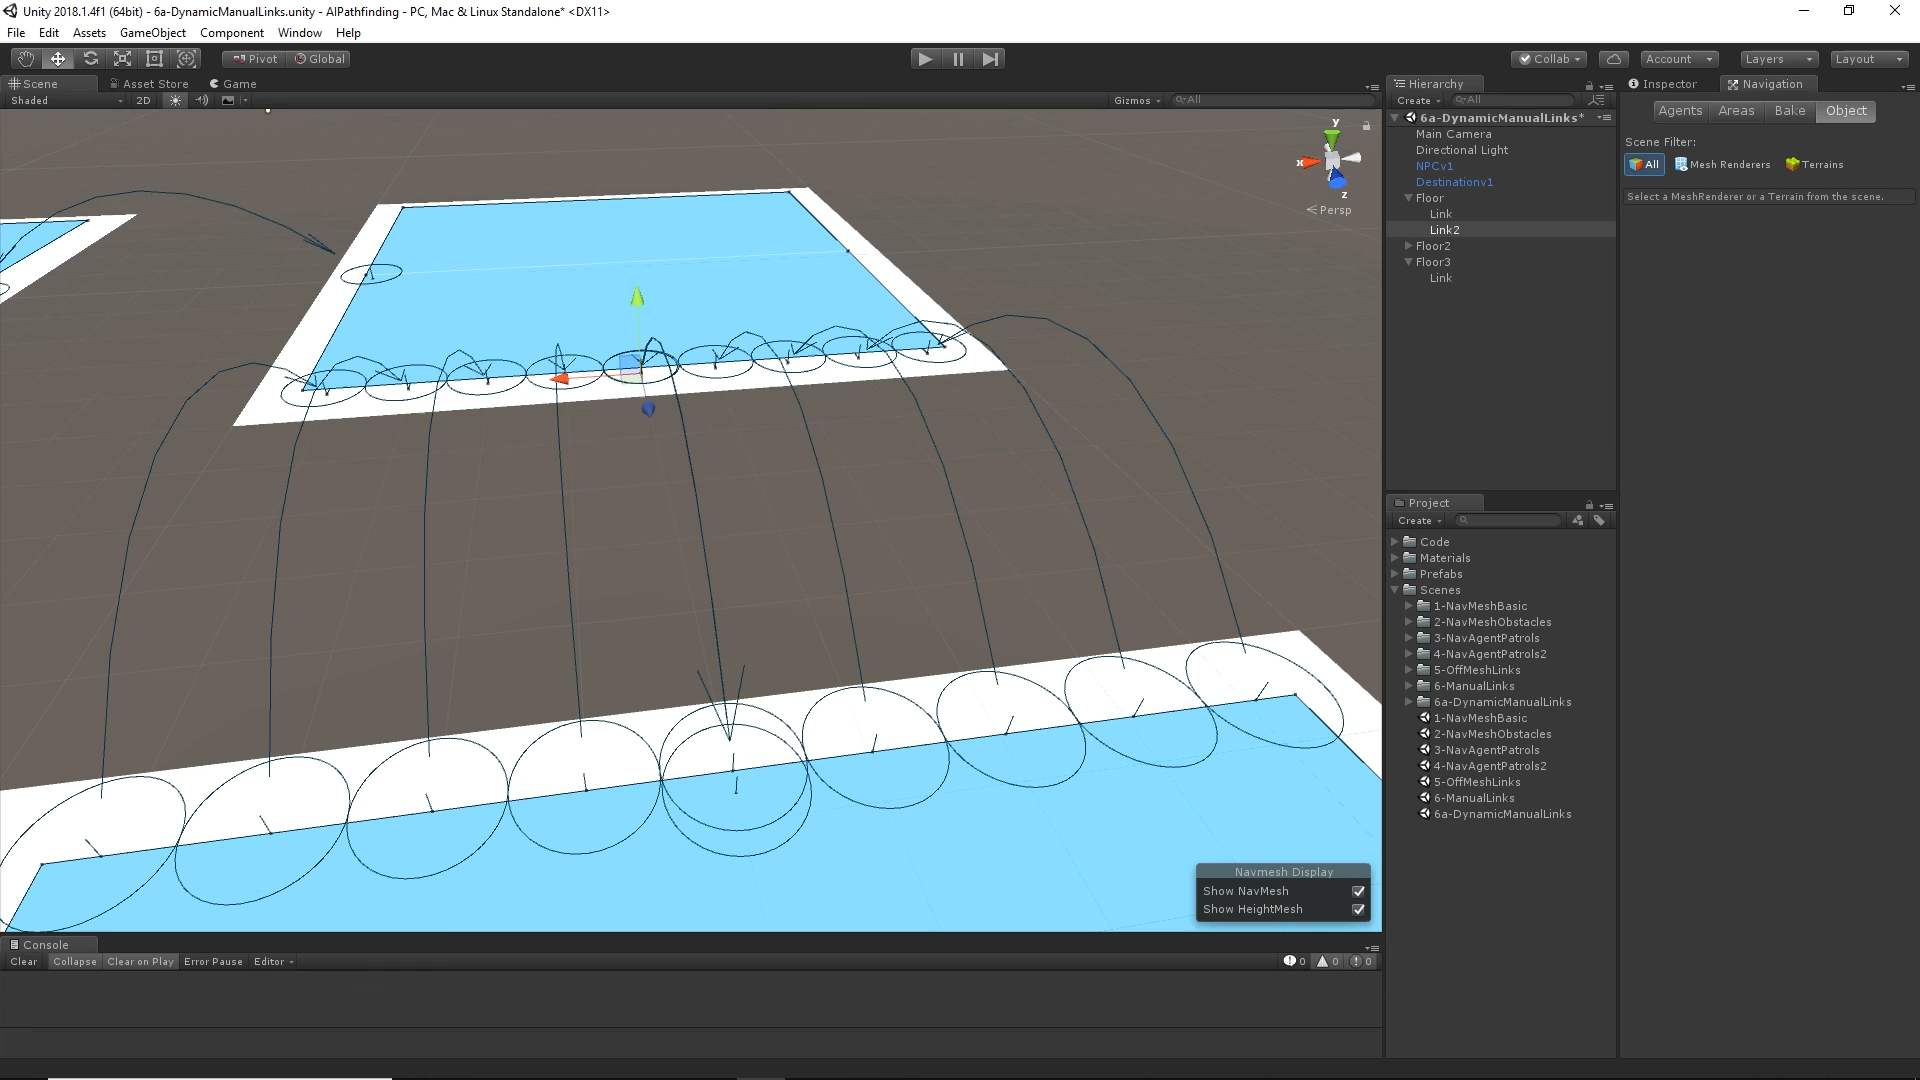 Unity 2018.1.4f1 (64bit) - 6a-DynamicManualLinks.unity - AIPathfinding - PC, Mac & Linux Standalone* <DX11>
File Edit Assets GameObject Component Window Help
Pivot Global Collab Account Layers Layout
Scene Asset Store Game
Shaded 2D Gizmos All
y
x
z
Persp
Navmesh Display
Show NavMesh
Show HeightMesh
Console
Clear Collapse Clear on Play Error Pause Editor 0 0 0
Hierarchy
Create All
6a-DynamicManualLinks*
Main Camera
Directional Light
NPCv1
Destinationv1
Floor
Link
Link2
Floor2
Floor3
Link
Project
Create
Code
Materials
Prefabs
Scenes
1-NavMeshBasic
2-NavMeshObstacles
3-NavAgentPatrols
4-NavAgentPatrols2
5-OffMeshLinks
6-ManualLinks
6a-DynamicManualLinks
1-NavMeshBasic
2-NavMeshObstacles
3-NavAgentPatrols
4-NavAgentPatrols2
5-OffMeshLinks
6-ManualLinks
6a-DynamicManualLinks
Inspector Navigation
Agents Areas Bake Object
Scene Filter:
All Mesh Renderers Terrains
Select a MeshRenderer or a Terrain from the scene.